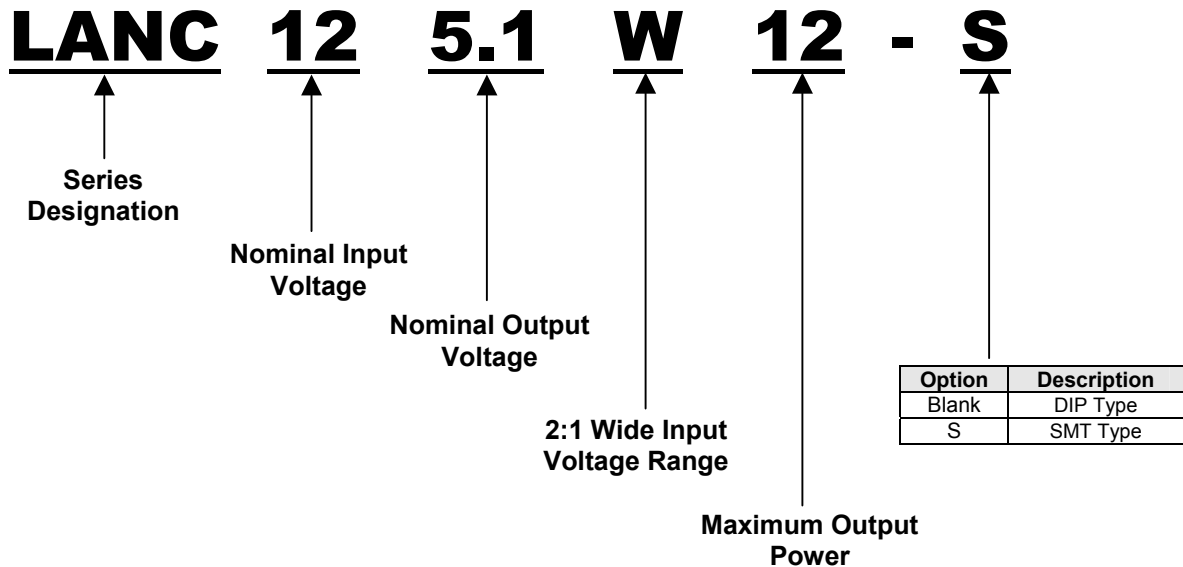 LANC 12 5.1 W 12 - S
Series
Designation
Nominal Input
Voltage
Nominal Output
Voltage
2:1 Wide Input
Voltage Range
Maximum Output
Power
Option Description
Blank DIP Type
S SMT Type